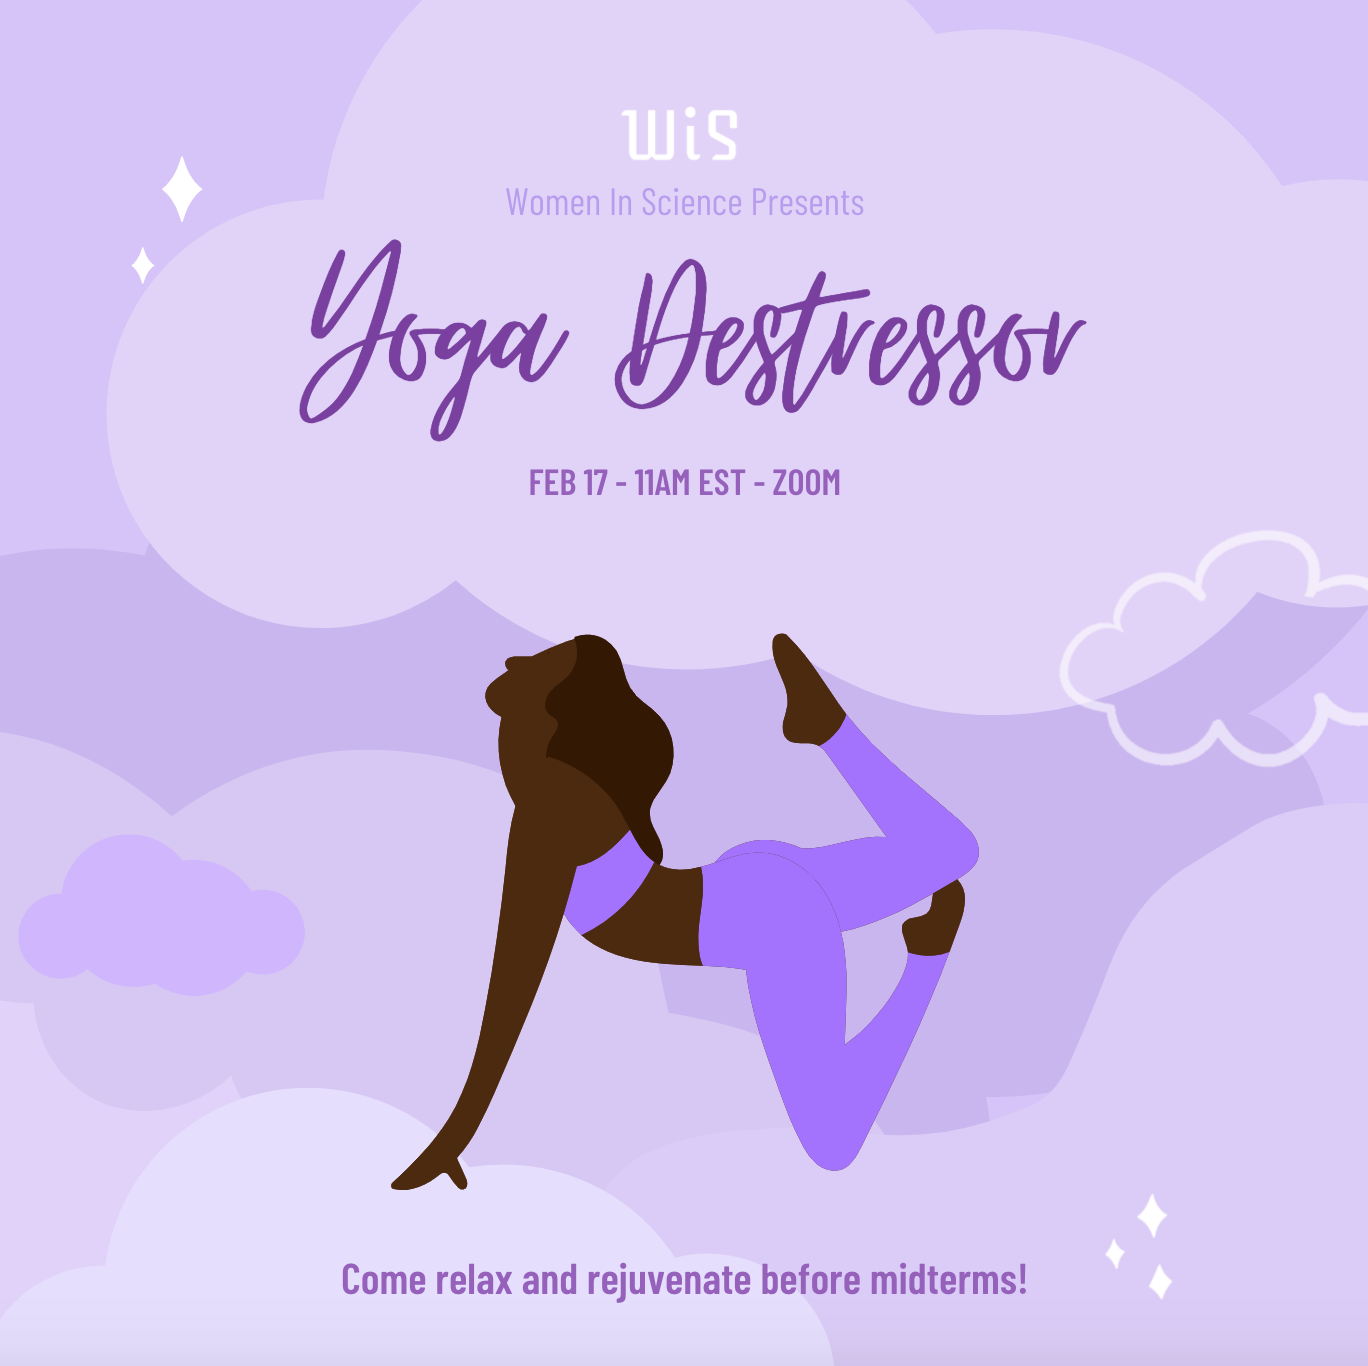 WiS
Women In Science Presents
Yoga Destressor
FEB 17 - 11AM EST - ZOOM
Come relax and rejuvenate before midterms!